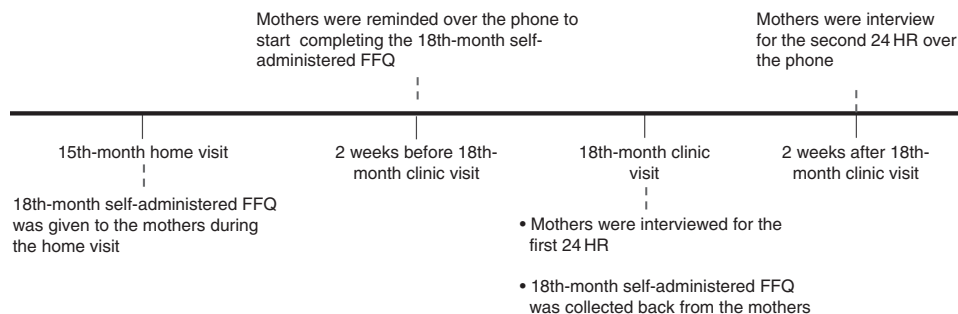 Mothers were reminded over the phone to
start completing the 18th-month self-
administered FFQ
Mothers were interview
for the second 24 HR over
the phone
15th-month home visit
2 weeks before 18th-
month clinic visit
18th-month clinic
visit
2 weeks after 18th-
month clinic visit
18th-month self-administered FFQ
was given to the mothers during
the home visit
• Mothers were interviewed for the
first 24 HR
• 18th-month self-administered FFQ
was collected back from the mothers